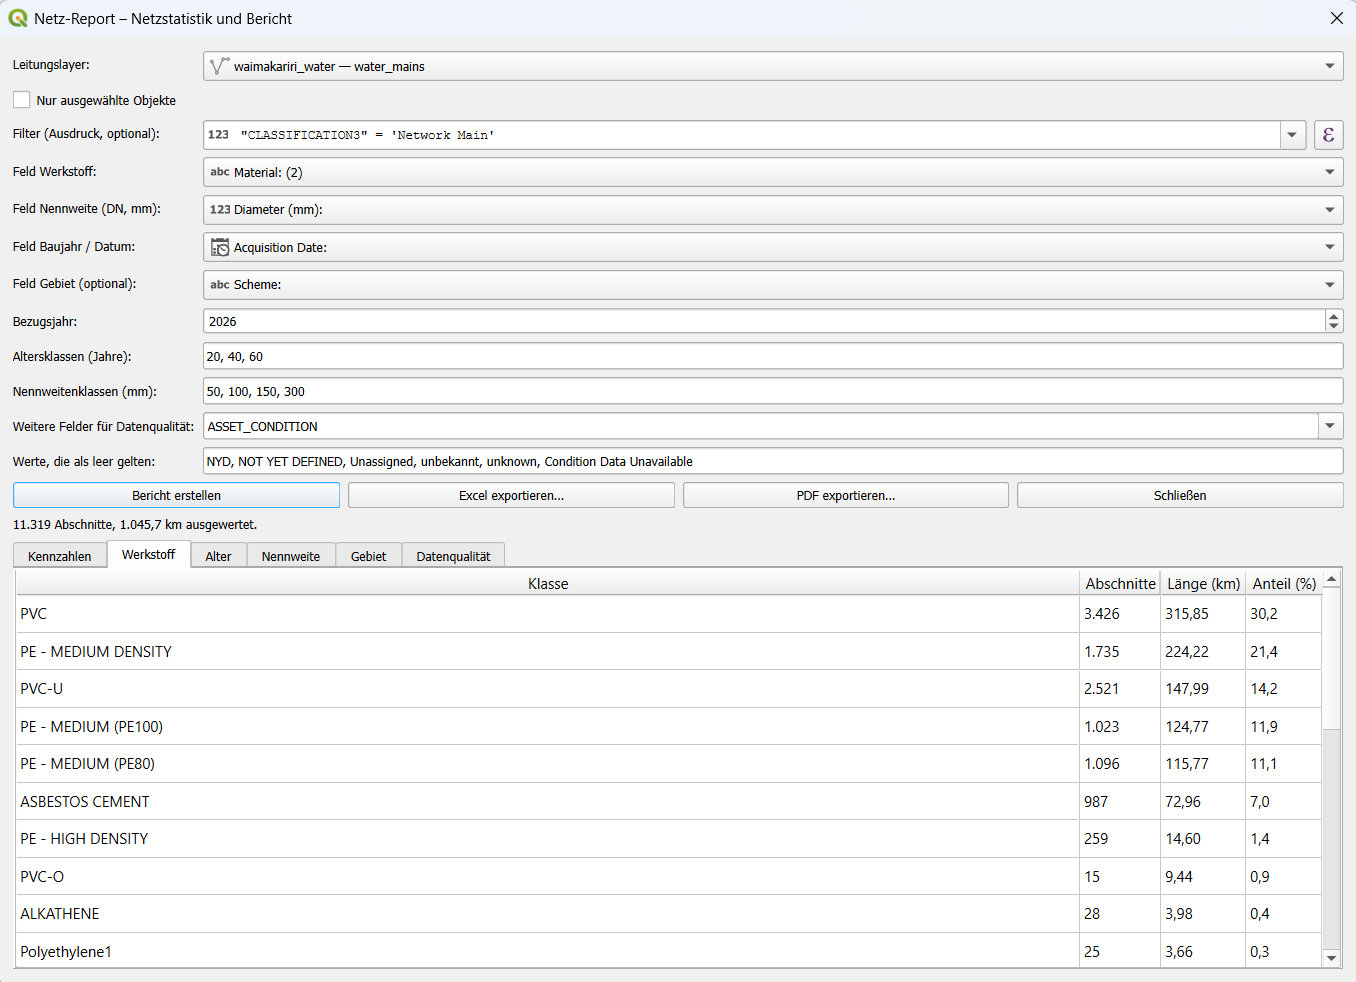 Netz-Report – Netzstatistik und Bericht
Leitungslayer: waimakariri_water — water_mains
Nur ausgewählte Objekte
Filter (Ausdruck, optional): 123 "CLASSIFICATION3" = 'Network Main' ε
Feld Werkstoff: abc Material: (2)
Feld Nennweite (DN, mm): 123 Diameter (mm):
Feld Baujahr / Datum: Acquisition Date:
Feld Gebiet (optional): abc Scheme:
Bezugsjahr: 2026
Altersklassen (Jahre): 20, 40, 60
Nennweitenklassen (mm): 50, 100, 150, 300
Weitere Felder für Datenqualität: ASSET_CONDITION
Werte, die als leer gelten: NYD, NOT YET DEFINED, Unassigned, unbekannt, unknown, Condition Data Unavailable
Bericht erstellen Excel exportieren... PDF exportieren... Schließen
11.319 Abschnitte, 1.045,7 km ausgewertet.
Kennzahlen Werkstoff Alter Nennweite Gebiet Datenqualität
Klasse Abschnitte Länge (km) Anteil (%)
PVC 3.426 315,85 30,2
PE - MEDIUM DENSITY 1.735 224,22 21,4
PVC-U 2.521 147,99 14,2
PE - MEDIUM (PE100) 1.023 124,77 11,9
PE - MEDIUM (PE80) 1.096 115,77 11,1
ASBESTOS CEMENT 987 72,96 7,0
PE - HIGH DENSITY 259 14,60 1,4
PVC-O 15 9,44 0,9
ALKATHENE 28 3,98 0,4
Polyethylene1 25 3,66 0,3